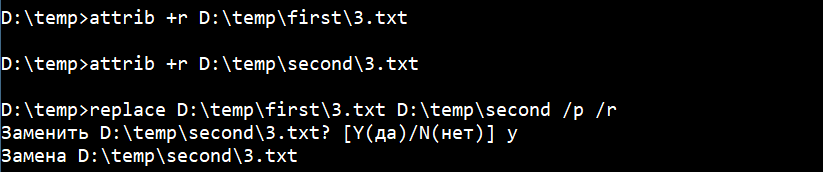 D:\temp>attrib +r D:\temp\first\3.txt
D:\temp>attrib +r D:\temp\second\3.txt
D:\temp>replace D:\temp\first\3.txt D:\temp\second /p /r
Заменить D:\temp\second\3.txt? [Y(да)/N(нет)] y
Замена D:\temp\second\3.txt